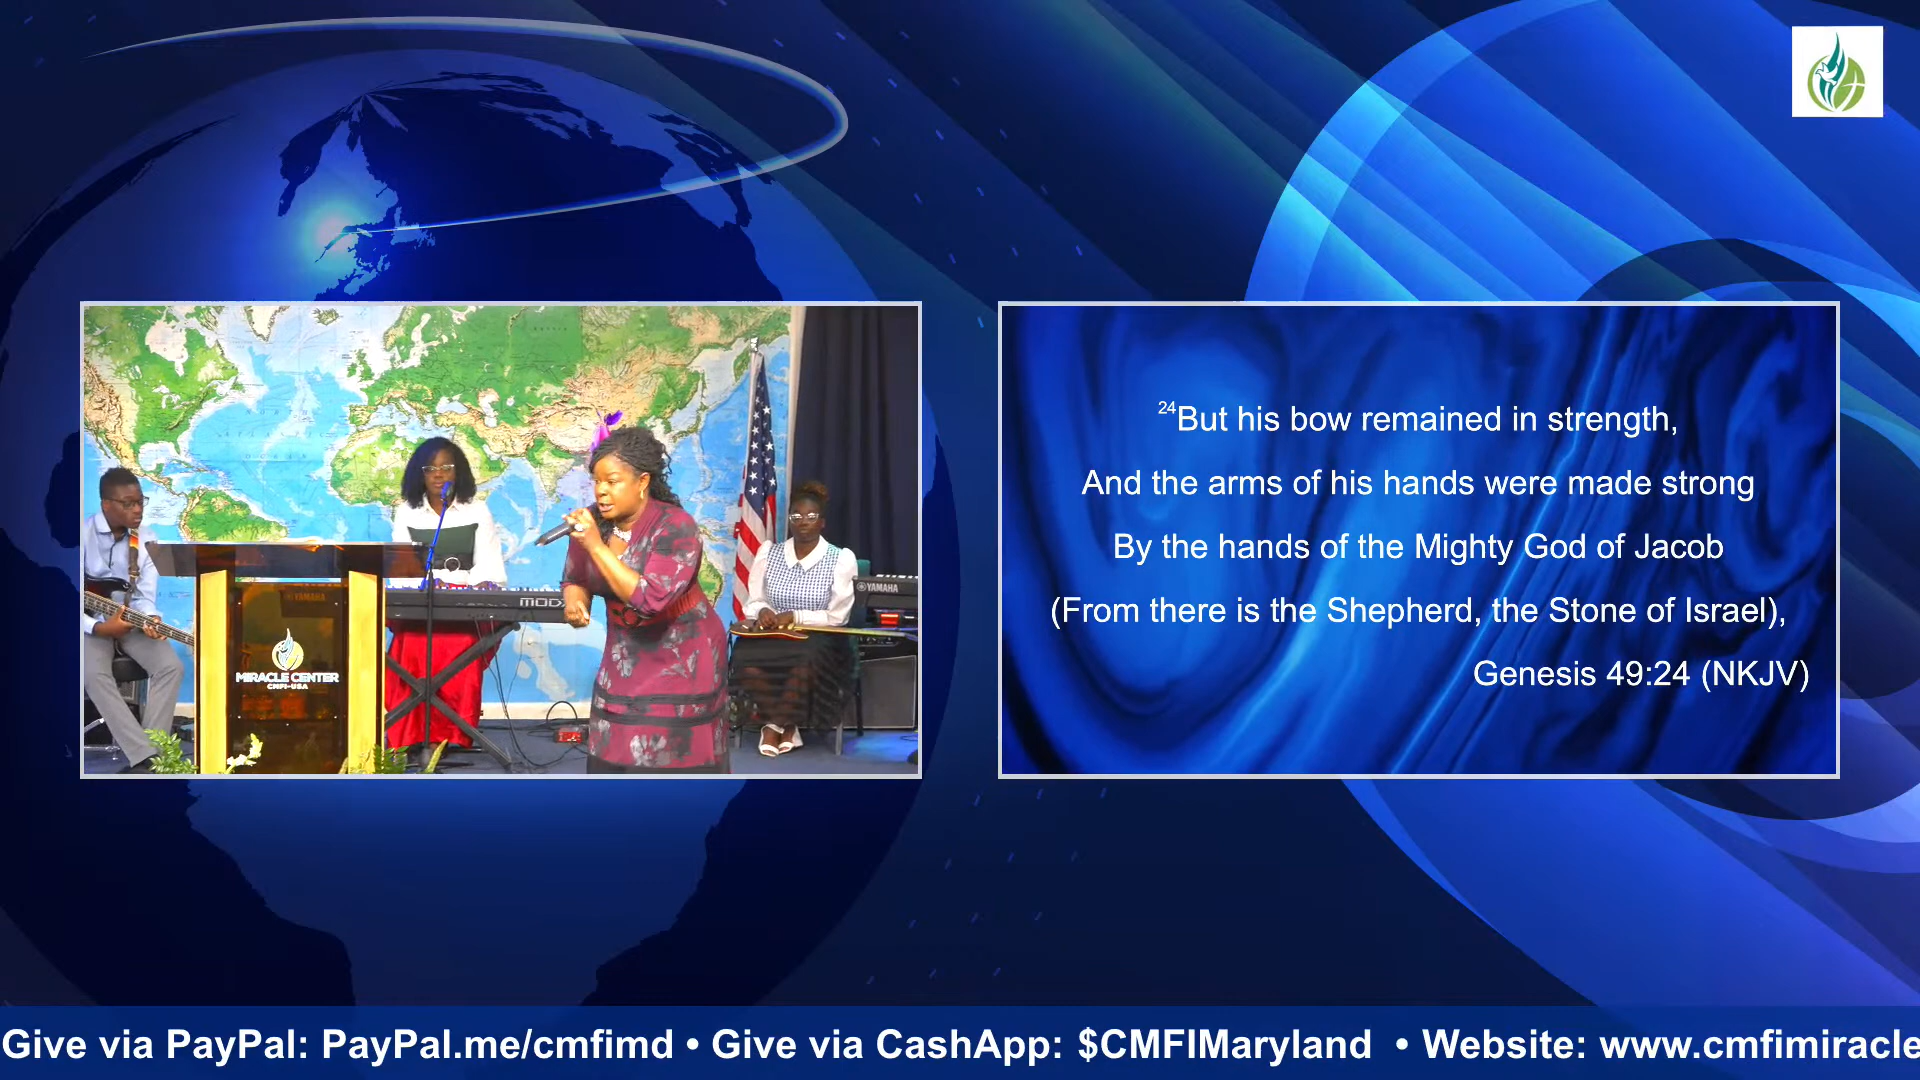 MIRACLE CENTER
CMFI-USA
YAMAHA
MODX
YAMAHA
²⁴But his bow remained in strength,
And the arms of his hands were made strong
By the hands of the Mighty God of Jacob
(From there is the Shepherd, the Stone of Israel),
Genesis 49:24 (NKJV)
Give via PayPal: PayPal.me/cmfimd • Give via CashApp: $CMFIMaryland • Website: www.cmfimiracle